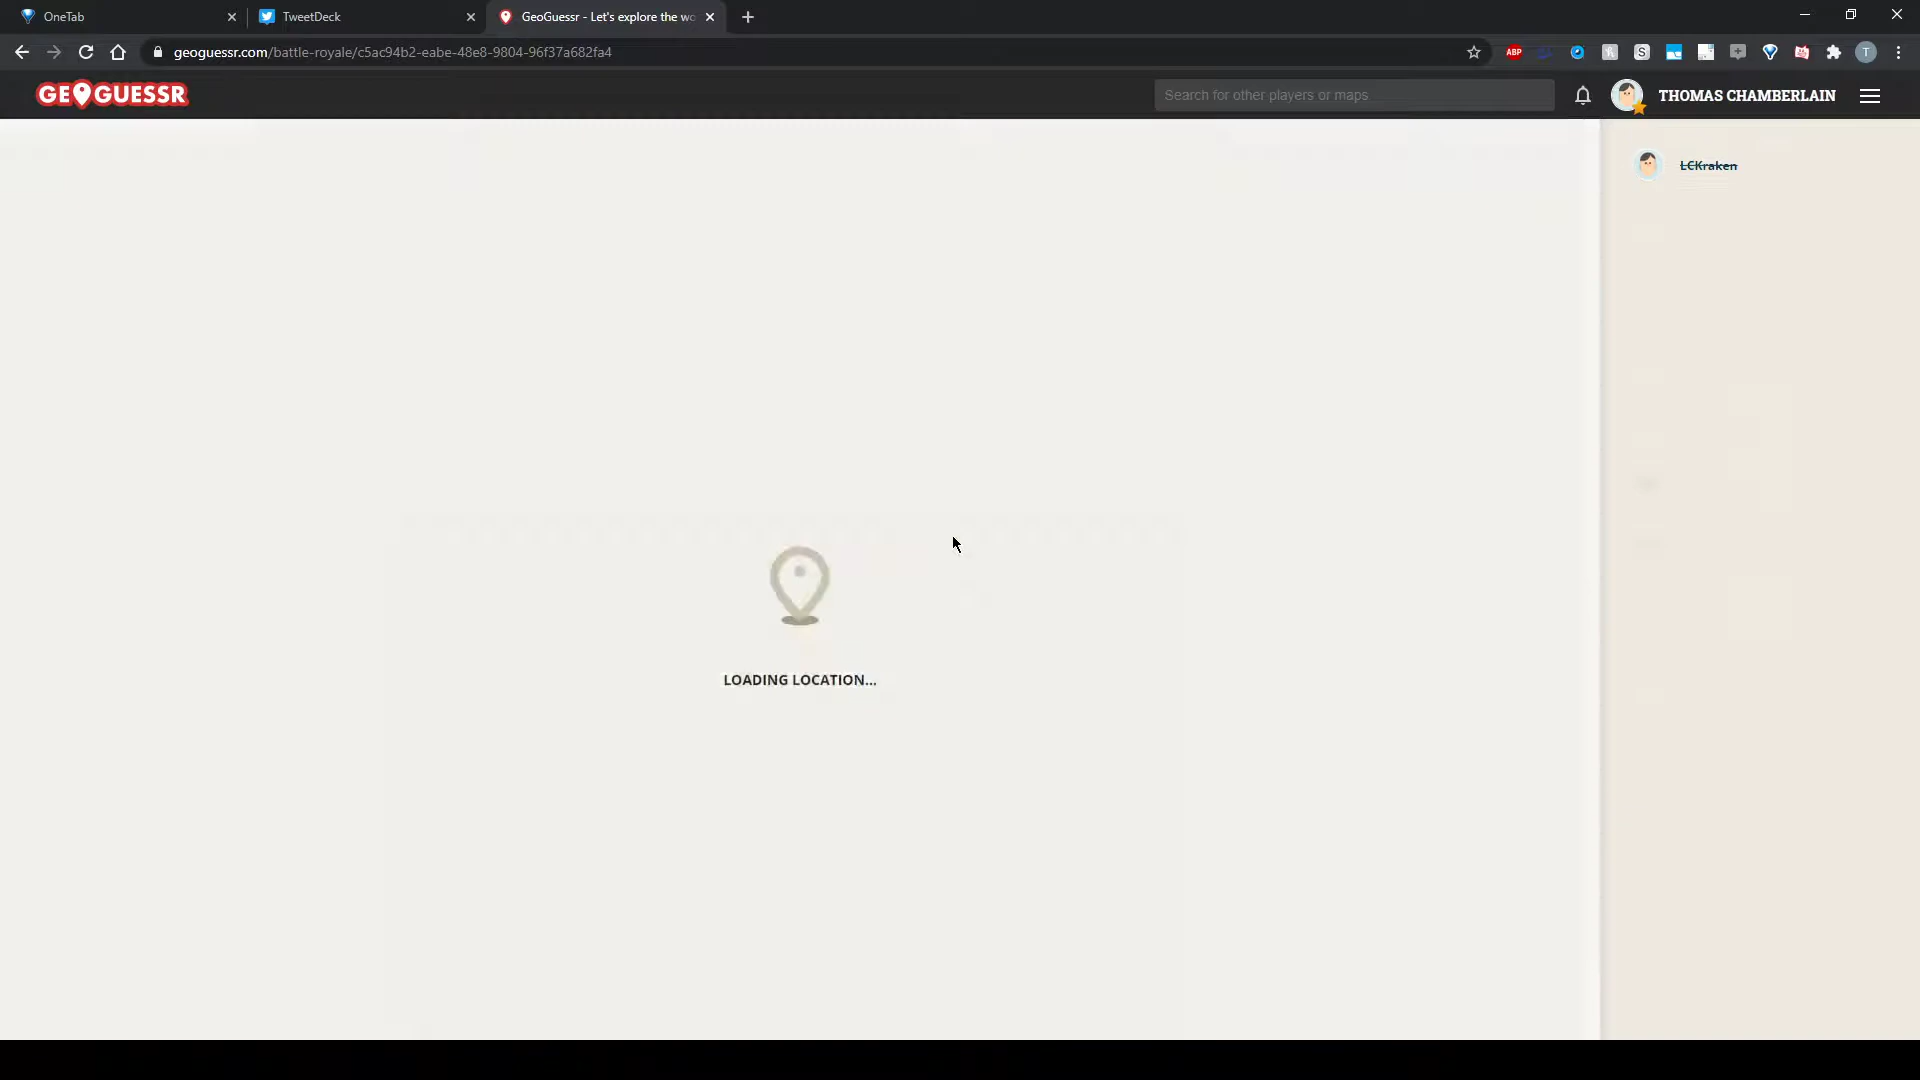 OneTab
TweetDeck
GeoGuessr - Let's explore the wo
geoguessr.com/battle-royale/c5ac94b2-eabe-48e8-9804-96f37a682fa4
ABP
S
T
GEOGUESSR
Search for other players or maps
THOMAS CHAMBERLAIN
LCKraken
LOADING LOCATION...